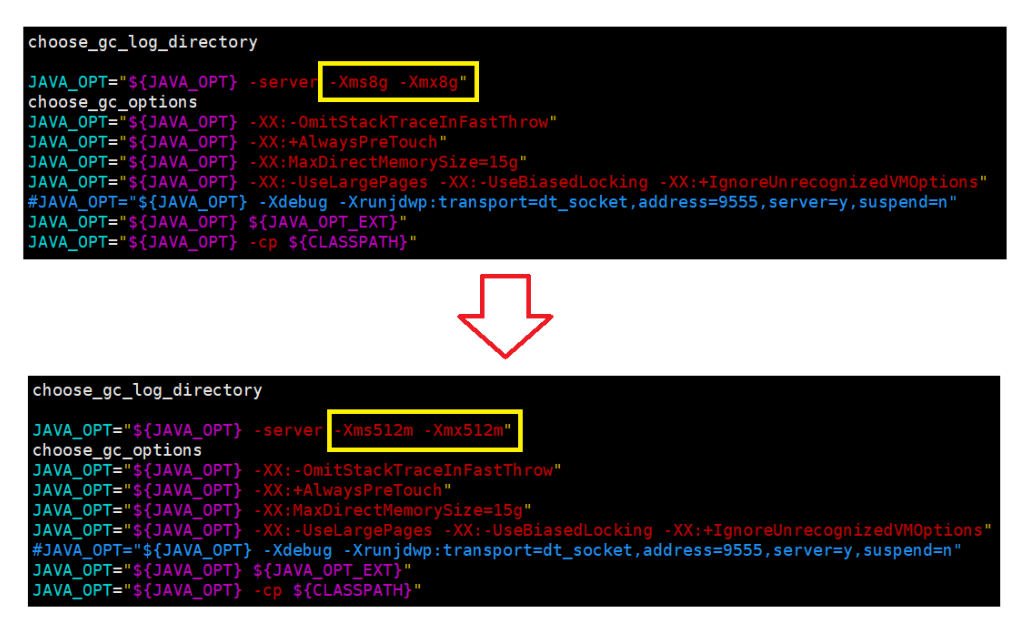 choose_gc_log_directory
JAVA_OPT="${JAVA_OPT} -server -Xms8g -Xmx8g"
choose_gc_options
JAVA_OPT="${JAVA_OPT} -XX:-OmitStackTraceInFastThrow"
JAVA_OPT="${JAVA_OPT} -XX:+AlwaysPreTouch"
JAVA_OPT="${JAVA_OPT} -XX:MaxDirectMemorySize=15g"
JAVA_OPT="${JAVA_OPT} -XX:-UseLargePages -XX:-UseBiasedLocking -XX:+IgnoreUnrecognizedVMOptions"
#JAVA_OPT="${JAVA_OPT} -Xdebug -Xrunjdwp:transport=dt_socket,address=9555,server=y,suspend=n"
JAVA_OPT="${JAVA_OPT} ${JAVA_OPT_EXT}"
JAVA_OPT="${JAVA_OPT} -cp ${CLASSPATH}"
choose_gc_log_directory
JAVA_OPT="${JAVA_OPT} -server -Xms512m -Xmx512m"
choose_gc_options
JAVA_OPT="${JAVA_OPT} -XX:-OmitStackTraceInFastThrow"
JAVA_OPT="${JAVA_OPT} -XX:+AlwaysPreTouch"
JAVA_OPT="${JAVA_OPT} -XX:MaxDirectMemorySize=15g"
JAVA_OPT="${JAVA_OPT} -XX:-UseLargePages -XX:-UseBiasedLocking -XX:+IgnoreUnrecognizedVMOptions"
#JAVA_OPT="${JAVA_OPT} -Xdebug -Xrunjdwp:transport=dt_socket,address=9555,server=y,suspend=n"
JAVA_OPT="${JAVA_OPT} ${JAVA_OPT_EXT}"
JAVA_OPT="${JAVA_OPT} -cp ${CLASSPATH}"